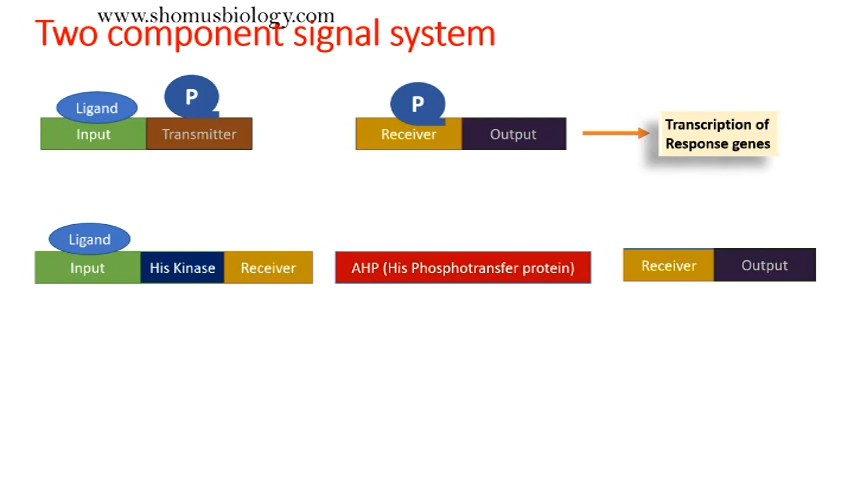 www.shomusbiology.com
Two component signal system
Ligand
P
P
Input
Transmitter
Receiver
Output
Transcription of
Response genes
Ligand
Input
His Kinase
Receiver
AHP (His Phosphotransfer protein)
Receiver
Output